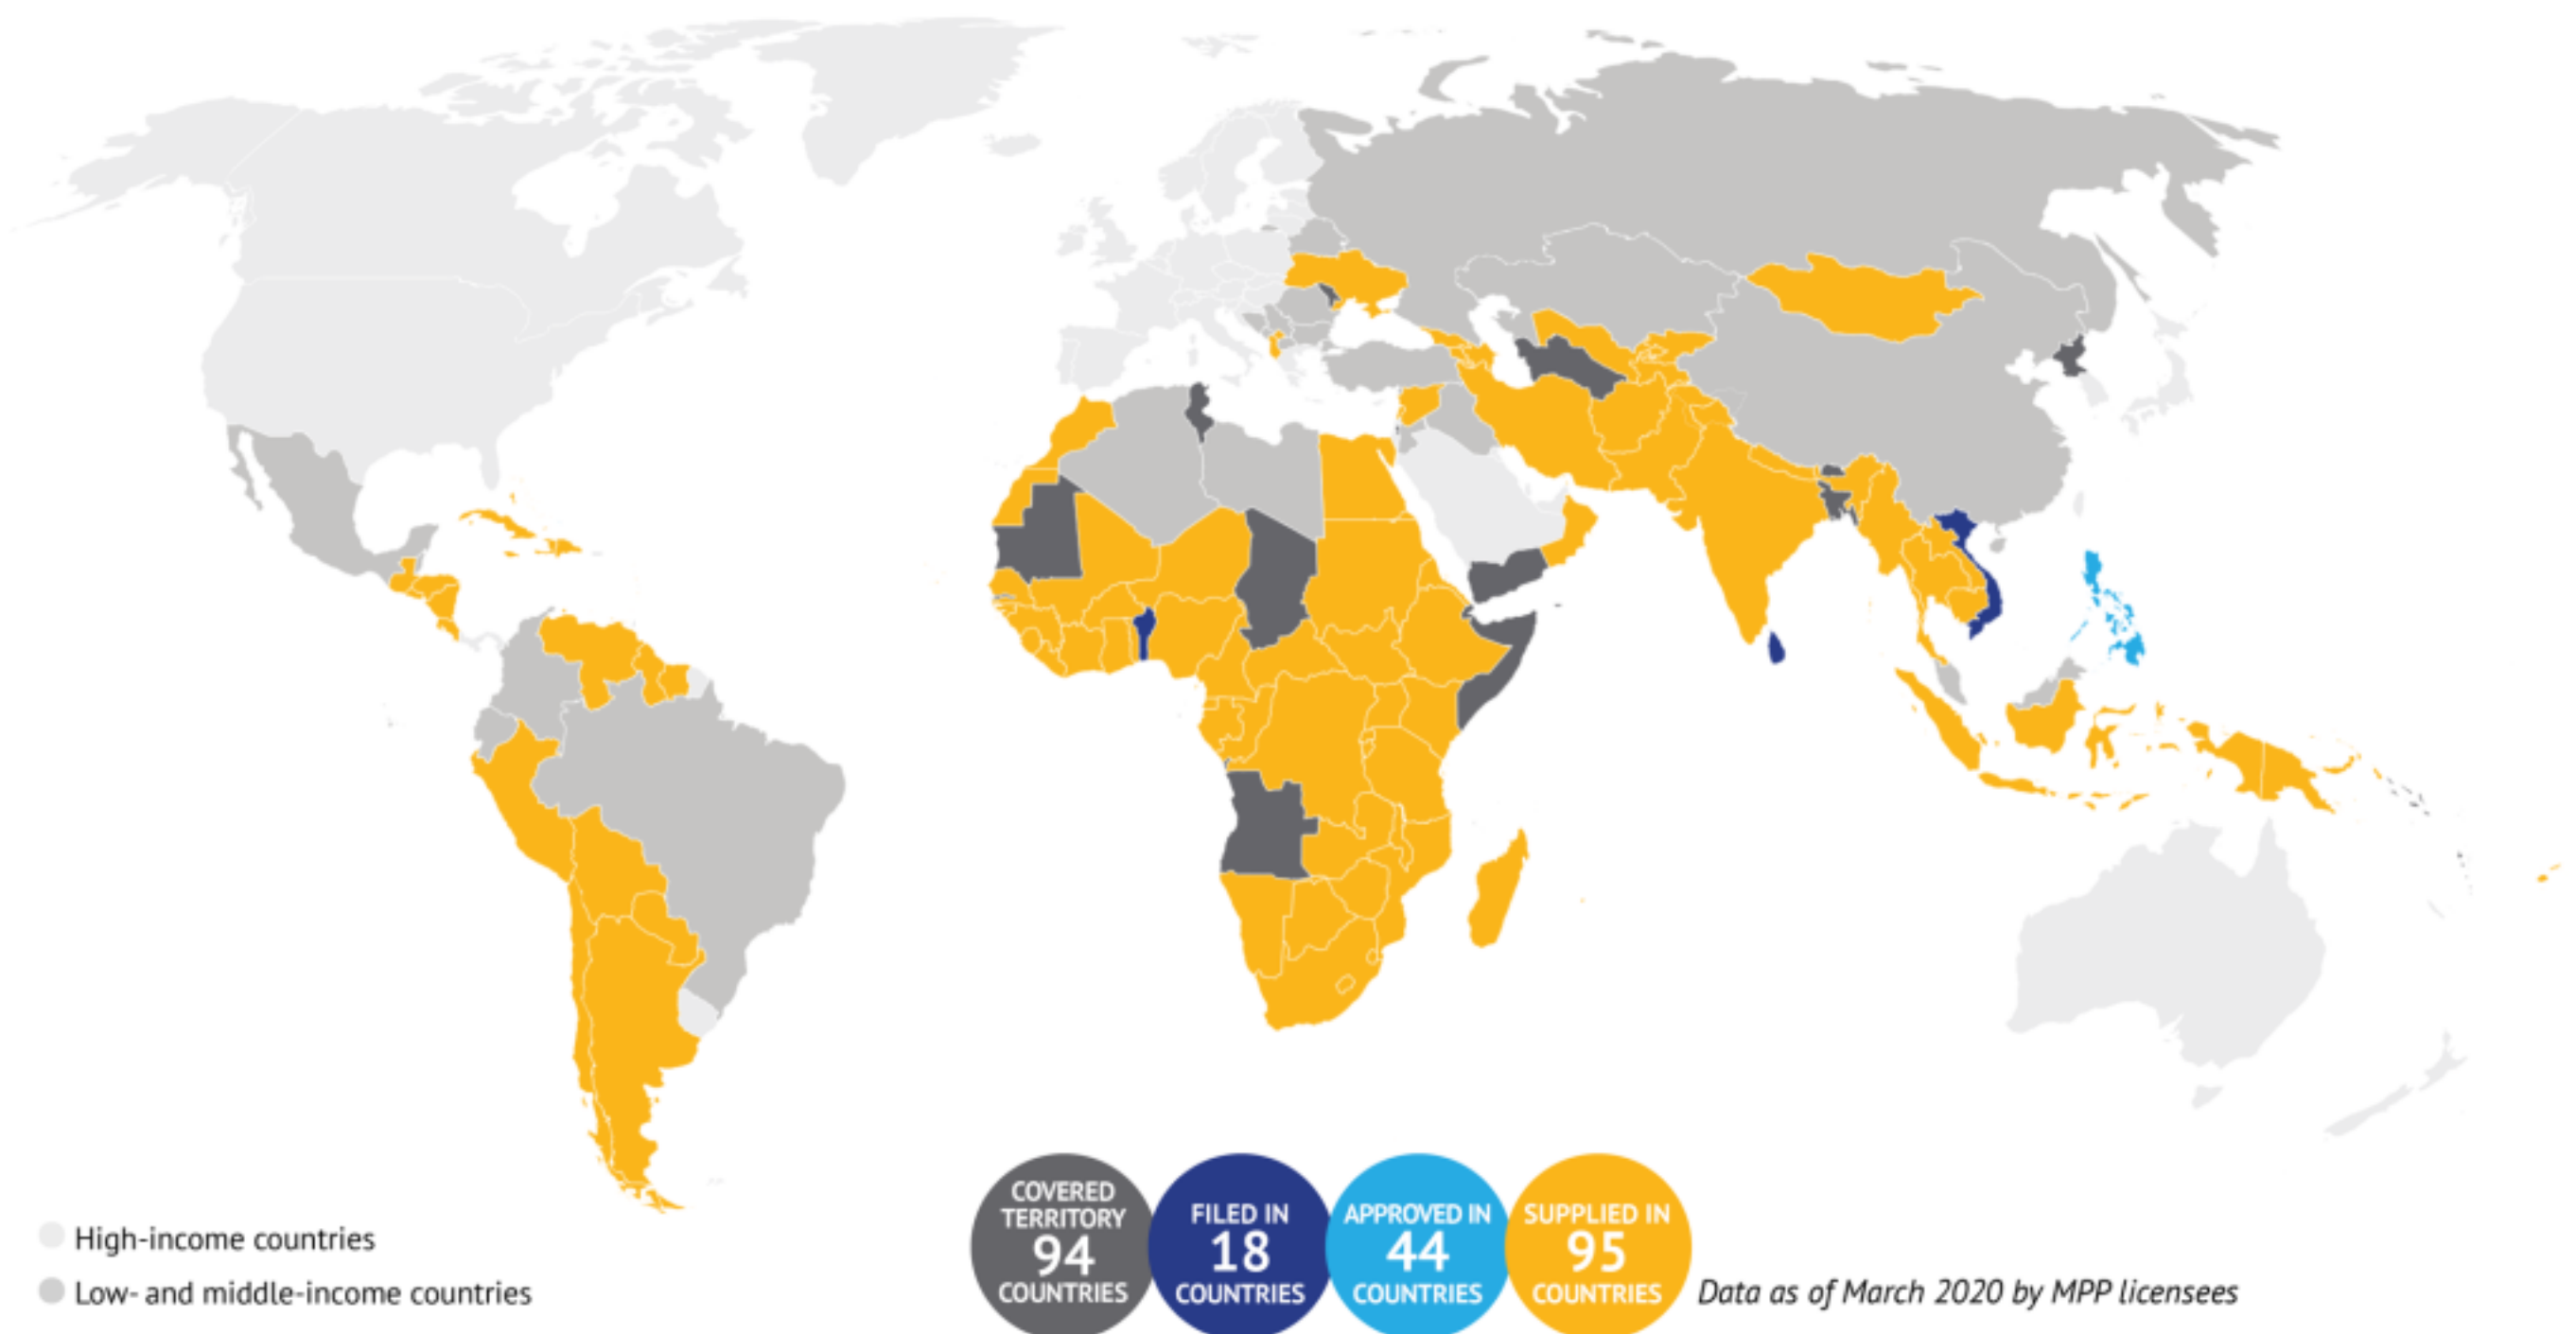 High-income countries
Low- and middle-income countries
COVERED
TERRITORY
94
COUNTRIES
FILED IN
18
COUNTRIES
APPROVED IN
44
COUNTRIES
SUPPLIED IN
95
COUNTRIES
Data as of March 2020 by MPP licensees